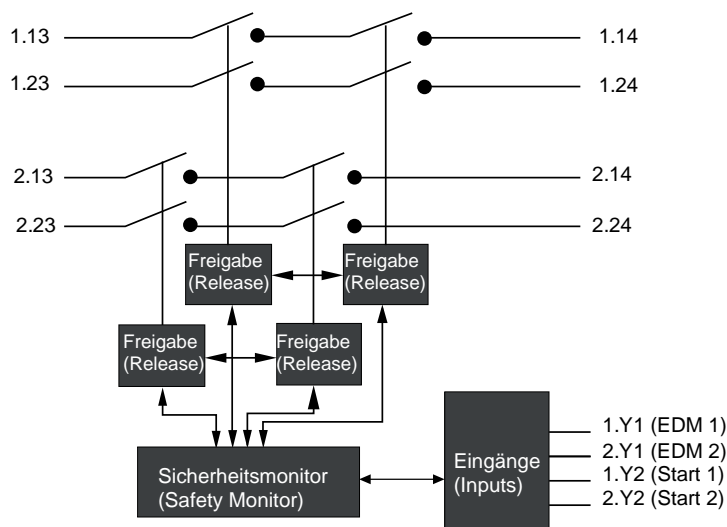 1.13 1.14
1.23 1.24
2.13 2.14
2.23 2.24
Freigabe
(Release)
Freigabe
(Release)
Freigabe
(Release)
Freigabe
(Release)
Sicherheitsmonitor
(Safety Monitor)
Eingänge
(Inputs)
1.Y1 (EDM 1)
2.Y1 (EDM 2)
1.Y2 (Start 1)
2.Y2 (Start 2)